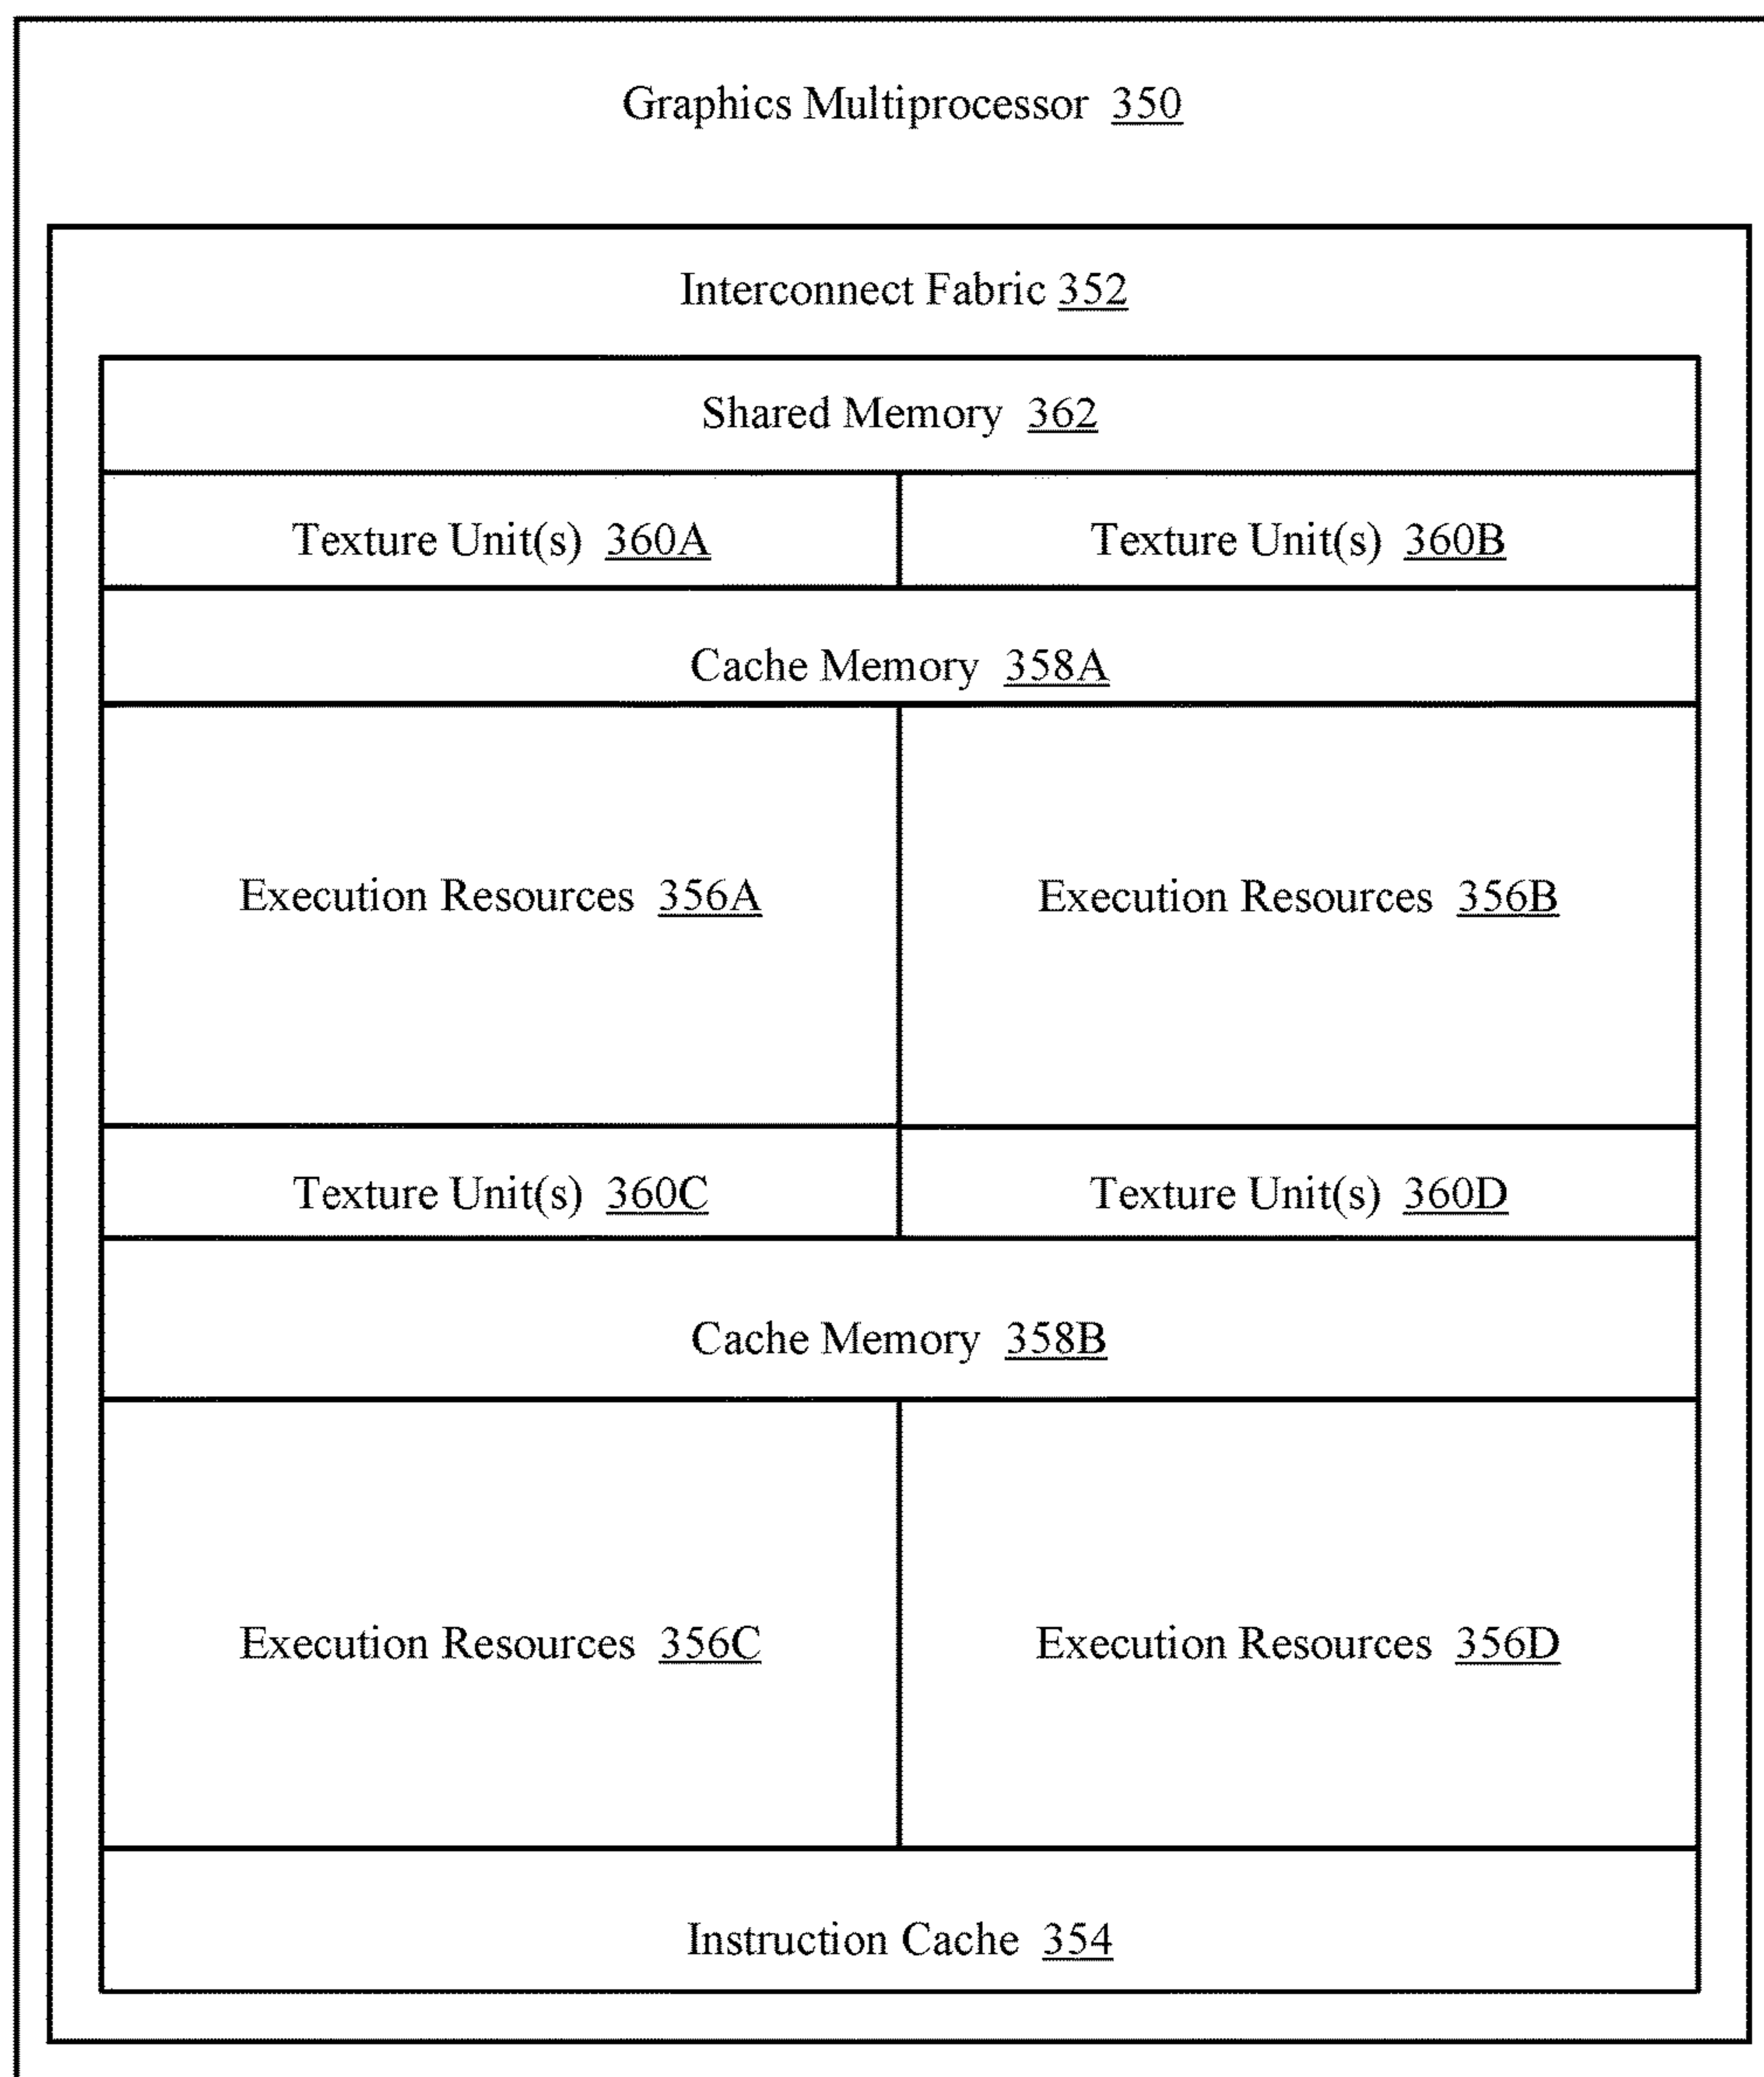 Graphics Multiprocessor 350
Interconnect Fabric 352
Shared Memory 362
Texture Unit(s) 360A
Texture Unit(s) 360B
Cache Memory 358A
Execution Resources 356A
Execution Resources 356B
Texture Unit(s) 360C
Texture Unit(s) 360D
Cache Memory 358B
Execution Resources 356C
Execution Resources 356D
Instruction Cache 354